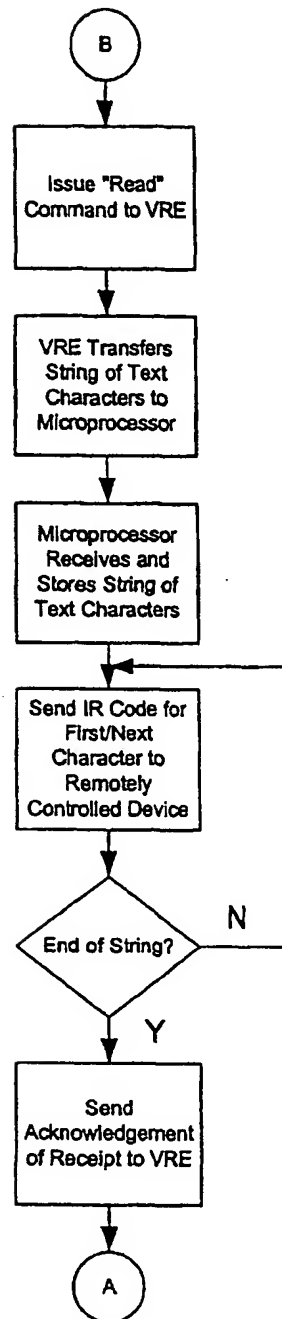 B
Issue "Read"
Command to VRE
VRE Transfers
String of Text
Characters to
Microprocessor
Microprocessor
Receives and
Stores String of
Text Characters
Send IR Code for
First/Next
Character to
Remotely
Controlled Device
End of String?
N
Y
Send
Acknowledgement
of Receipt to VRE
A